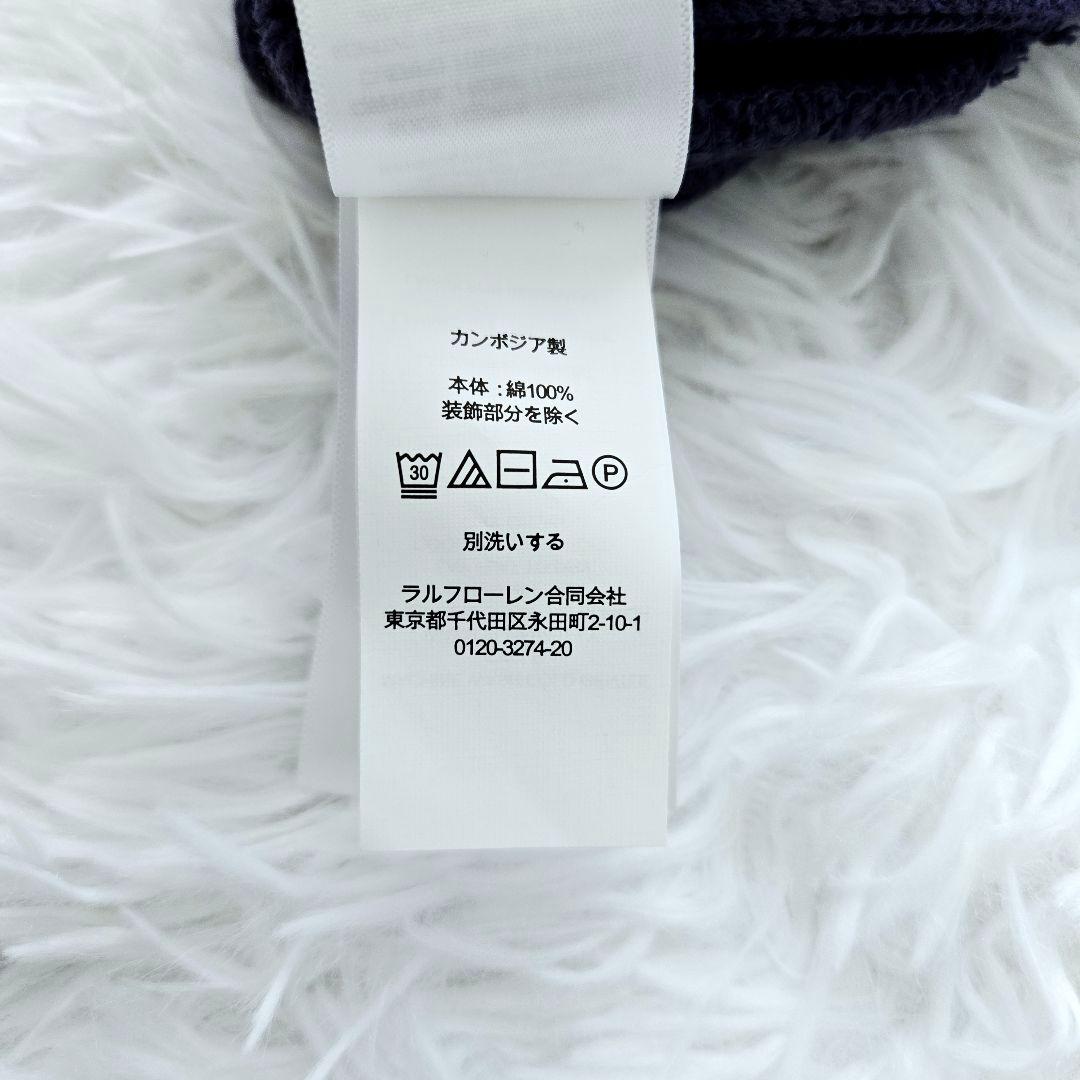 カンボジア製
本体 : 綿100%
装飾部分を除く
30
P
別洗いする
ラルフローレン合同会社
東京都千代田区永田町2-10-1
0120-3274-20